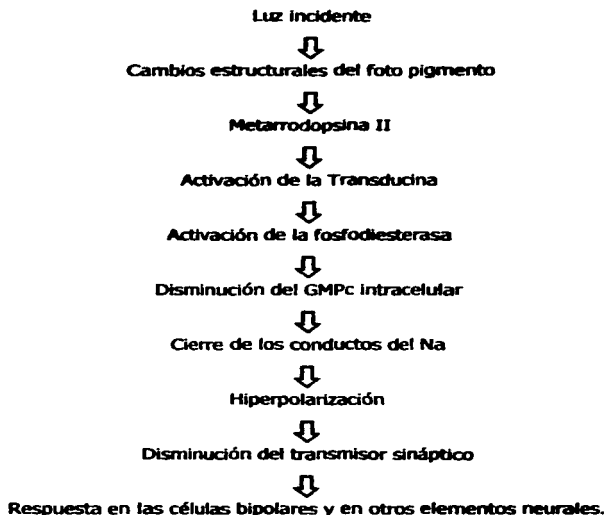 Luz incidente
Cambios estructurales del foto pigmento
Metarrodopsina II
Activación de la Transducina
Activación de la fosfodiesterasa
Disminución del GMPc intracelular
Cierre de los conductos del Na
Hiperpolarización
Disminución del transmisor sináptico
Respuesta en las células bipolares y en otros elementos neurales.